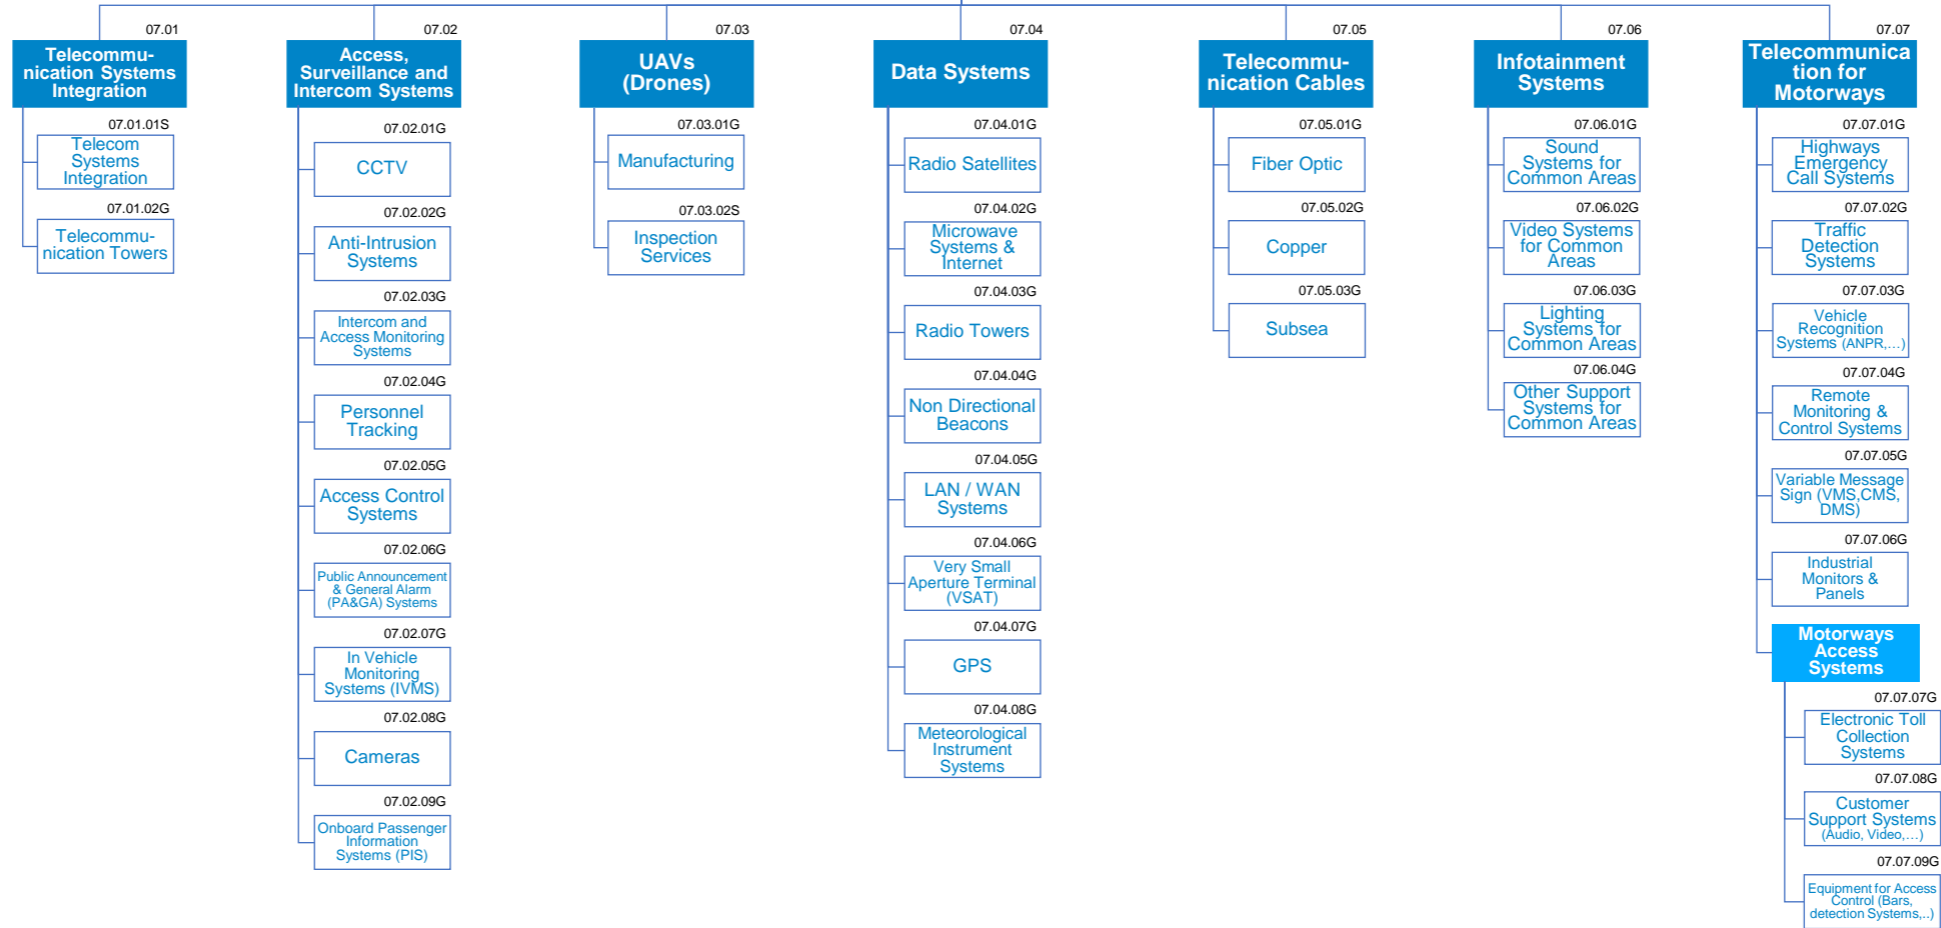 07.01
Telecommu-
nication Systems
Integration
07.01.01S
Telecom
Systems
Integration
07.01.02G
Telecommu-
nication Towers
07.02
Access,
Surveillance and
Intercom Systems
07.02.01G
CCTV
07.02.02G
Anti-Intrusion
Systems
07.02.03G
Intercom and
Access Monitoring
Systems
07.02.04G
Personnel
Tracking
07.02.05G
Access Control
Systems
07.02.06G
Public Announcement
& General Alarm
(PA&GA) Systems
07.02.07G
In Vehicle
Monitoring
Systems (IVMS)
07.02.08G
Cameras
07.02.09G
Onboard Passenger
Information
Systems (PIS)
07.03
UAVs
(Drones)
07.03.01G
Manufacturing
07.03.02S
Inspection
Services
07.04
Data Systems
07.04.01G
Radio Satellites
07.04.02G
Microwave
Systems &
Internet
07.04.03G
Radio Towers
07.04.04G
Non Directional
Beacons
07.04.05G
LAN / WAN
Systems
07.04.06G
Very Small
Aperture Terminal
(VSAT)
07.04.07G
GPS
07.04.08G
Meteorological
Instrument
Systems
07.05
Telecommu-
nication Cables
07.05.01G
Fiber Optic
07.05.02G
Copper
07.05.03G
Subsea
07.06
Infotainment
Systems
07.06.01G
Sound
Systems for
Common Areas
07.06.02G
Video Systems
for Common
Areas
07.06.03G
Lighting
Systems for
Common Areas
07.06.04G
Other Support
Systems for
Common Areas
07.07
Telecommunica
tion for
Motorways
07.07.01G
Highways
Emergency
Call Systems
07.07.02G
Traffic
Detection
Systems
07.07.03G
Vehicle
Recognition
Systems (ANPR,...)
07.07.04G
Remote
Monitoring &
Control Systems
07.07.05G
Variable Message
Sign (VMS,CMS,
DMS)
07.07.06G
Industrial
Monitors &
Panels
Motorways
Access
Systems
07.07.07G
Electronic Toll
Collection
Systems
07.07.08G
Customer
Support Systems
(Audio, Video,...)
07.07.09G
Equipment for Access
Control (Bars,
detection Systems,..)